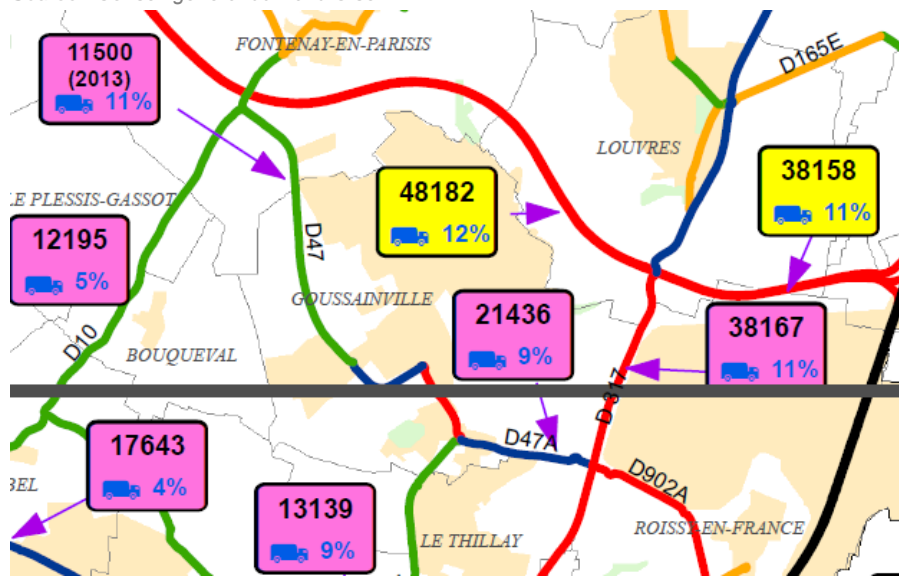 FONTENAY-EN-PARISIS
11500
(2013)
11%
D165E
LOUVRES
38158
11%
48182
12%
LE PLESSIS-GASSOT
12195
5%
D47
GOUSSAINVILLE
21436
9%
38167
11%
D10
BOUQUEVAL
D 317
17643
4%
D47A
D902A
BEL
13139
9%
LE THILLAY
ROISSY-EN-FRANCE